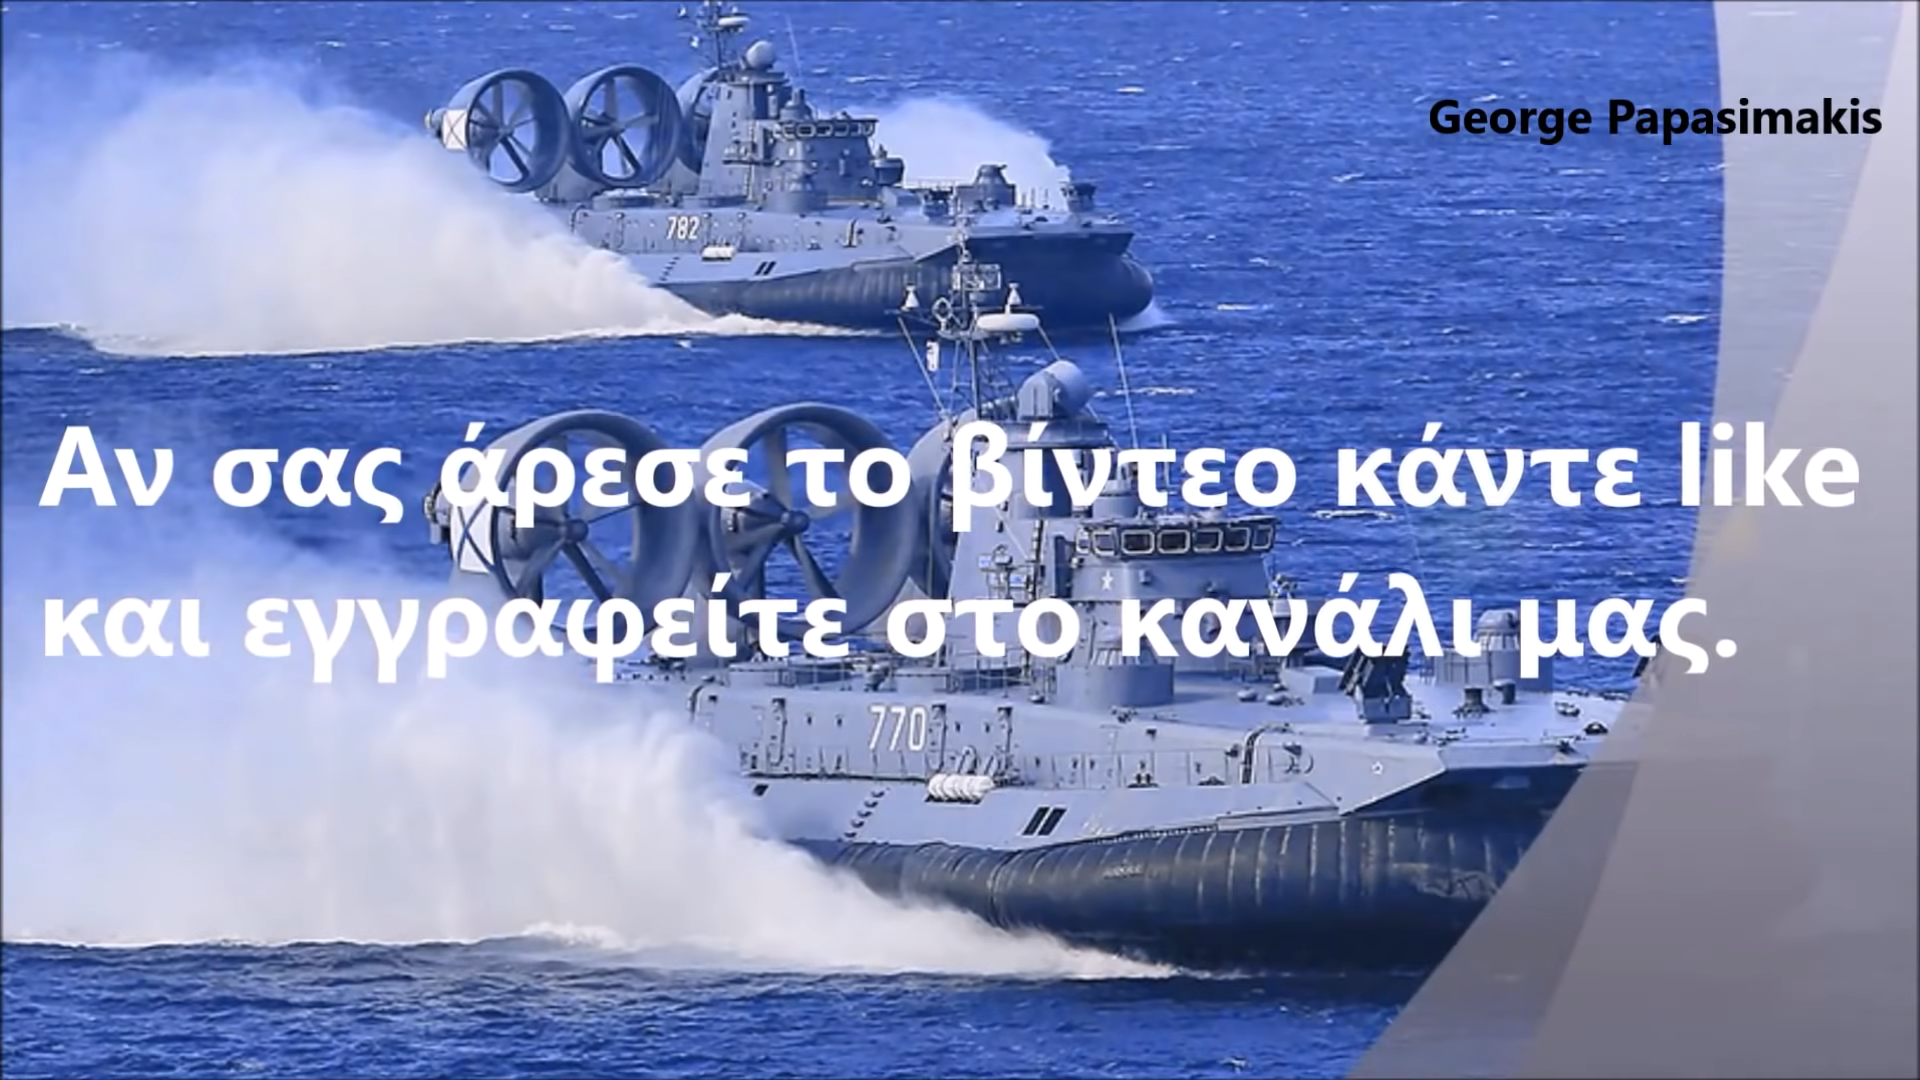 George Papasimakis
782
Αν σας άρεσε το βίντεο κάντε like
και εγγραφείτε στο κανάλι μας.
770